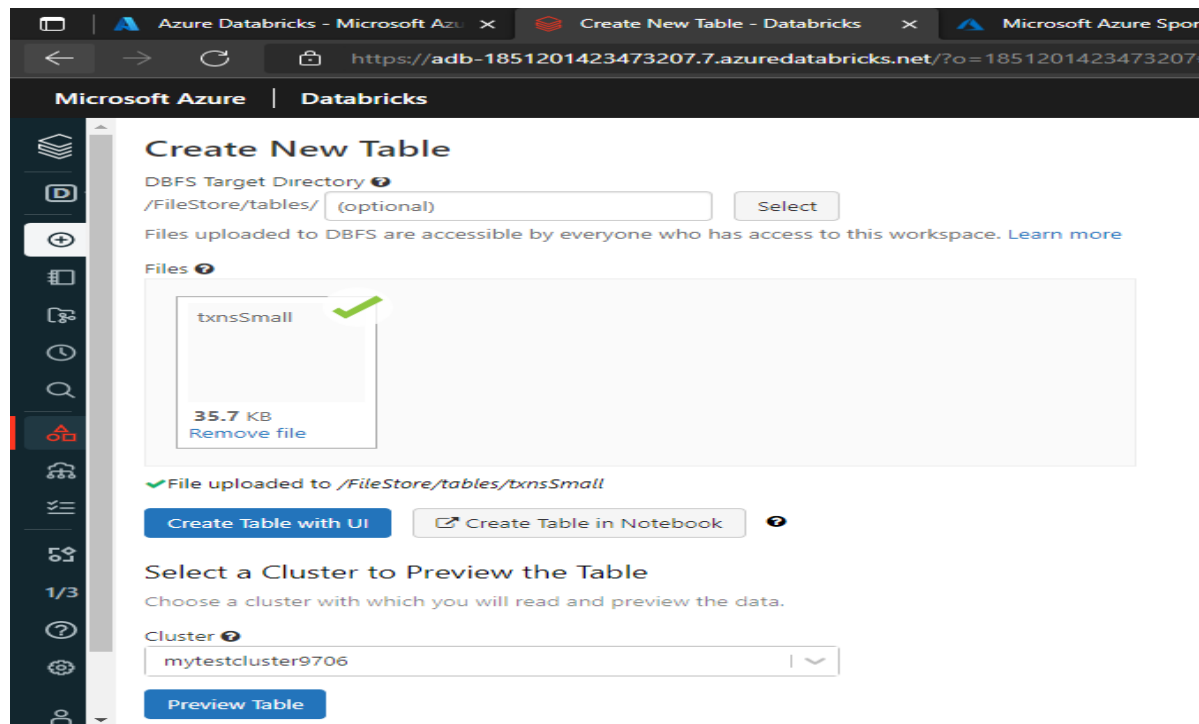 Azure Databricks - Microsoft Azu
Create New Table - Databricks
Microsoft Azure Spor
https://adb-1851201423473207.7.azuredatabricks.net/?o=1851201423473207
Microsoft Azure | Databricks
Create New Table
DBFS Target Directory
/FileStore/tables/ (optional) Select
Files uploaded to DBFS are accessible by everyone who has access to this workspace. Learn more
Files
txnsSmall
35.7 KB
Remove file
File uploaded to /FileStore/tables/txnsSmall
Create Table with UI
Create Table in Notebook
Select a Cluster to Preview the Table
1/3
Choose a cluster with which you will read and preview the data.
Cluster
mytestcluster9706
Preview Table